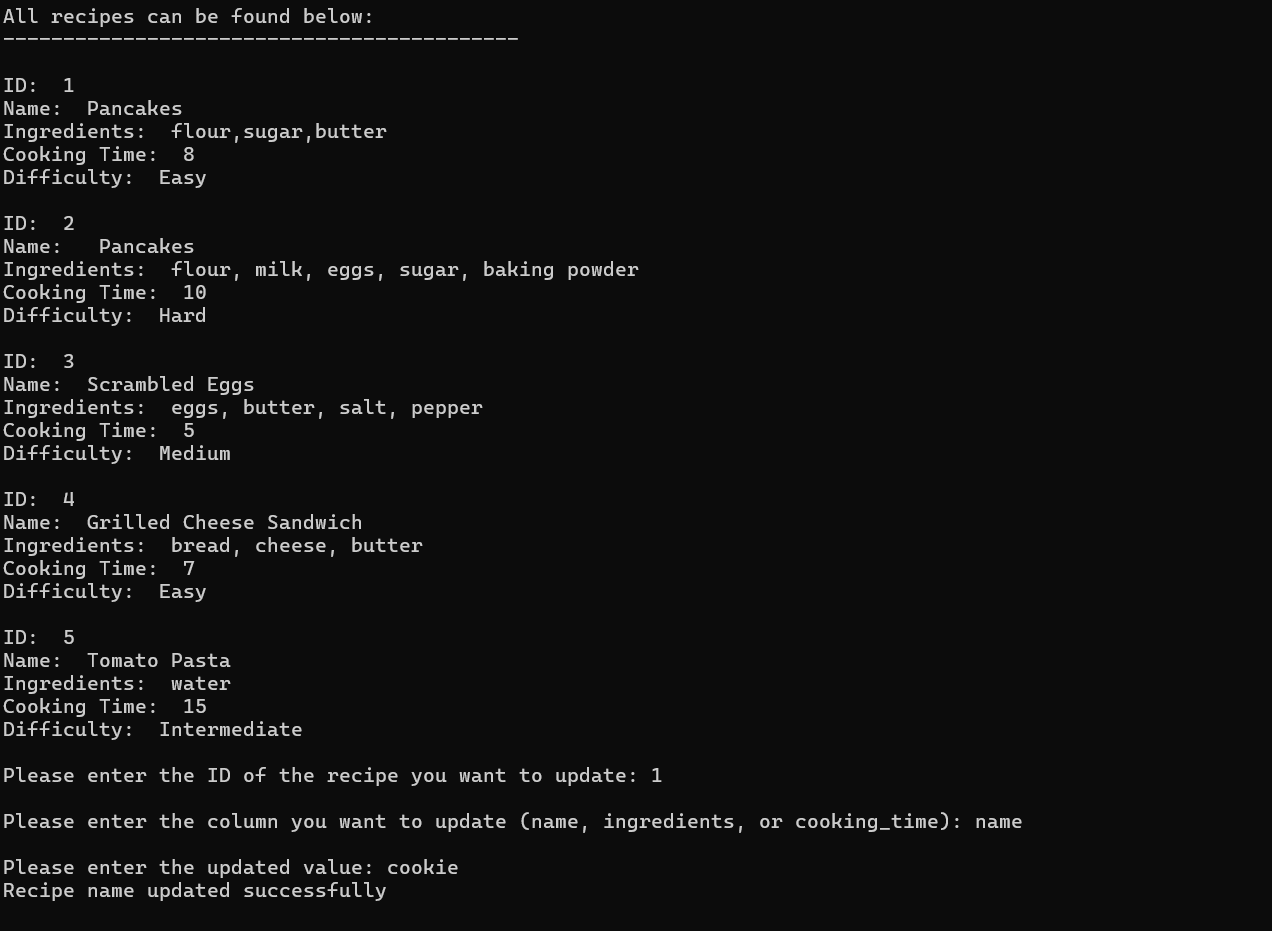 All recipes can be found below:
-------------------------------------------
ID:  1
Name:  Pancakes
Ingredients:  flour,sugar,butter
Cooking Time:  8
Difficulty:  Easy
ID:  2
Name:   Pancakes
Ingredients:  flour, milk, eggs, sugar, baking powder
Cooking Time:  10
Difficulty:  Hard
ID:  3
Name:  Scrambled Eggs
Ingredients:  eggs, butter, salt, pepper
Cooking Time:  5
Difficulty:  Medium
ID:  4
Name:  Grilled Cheese Sandwich
Ingredients:  bread, cheese, butter
Cooking Time:  7
Difficulty:  Easy
ID:  5
Name:  Tomato Pasta
Ingredients:  water
Cooking Time:  15
Difficulty:  Intermediate
Please enter the ID of the recipe you want to update: 1
Please enter the column you want to update (name, ingredients, or cooking_time): name
Please enter the updated value: cookie
Recipe name updated successfully